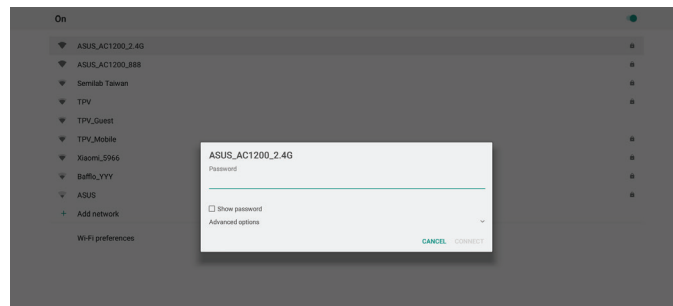 On
ASUS_AC1200_2.4G
ASUS_AC1200_888
Semilab Taiwan
TPV
TPV_Guest
TPV_Mobile
Xiaomi_5966
Baffio_YYY
ASUS
+ Add network
Wi-Fi preferences
ASUS_AC1200_2.4G
Password
Show password
Advanced options
CANCEL CONNECT